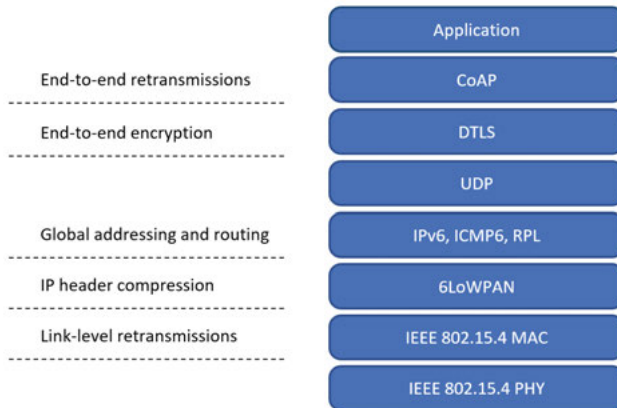 Application
End-to-end retransmissions CoAP
End-to-end encryption DTLS
UDP
Global addressing and routing IPv6, ICMP6, RPL
IP header compression 6LoWPAN
Link-level retransmissions IEEE 802.15.4 MAC
IEEE 802.15.4 PHY